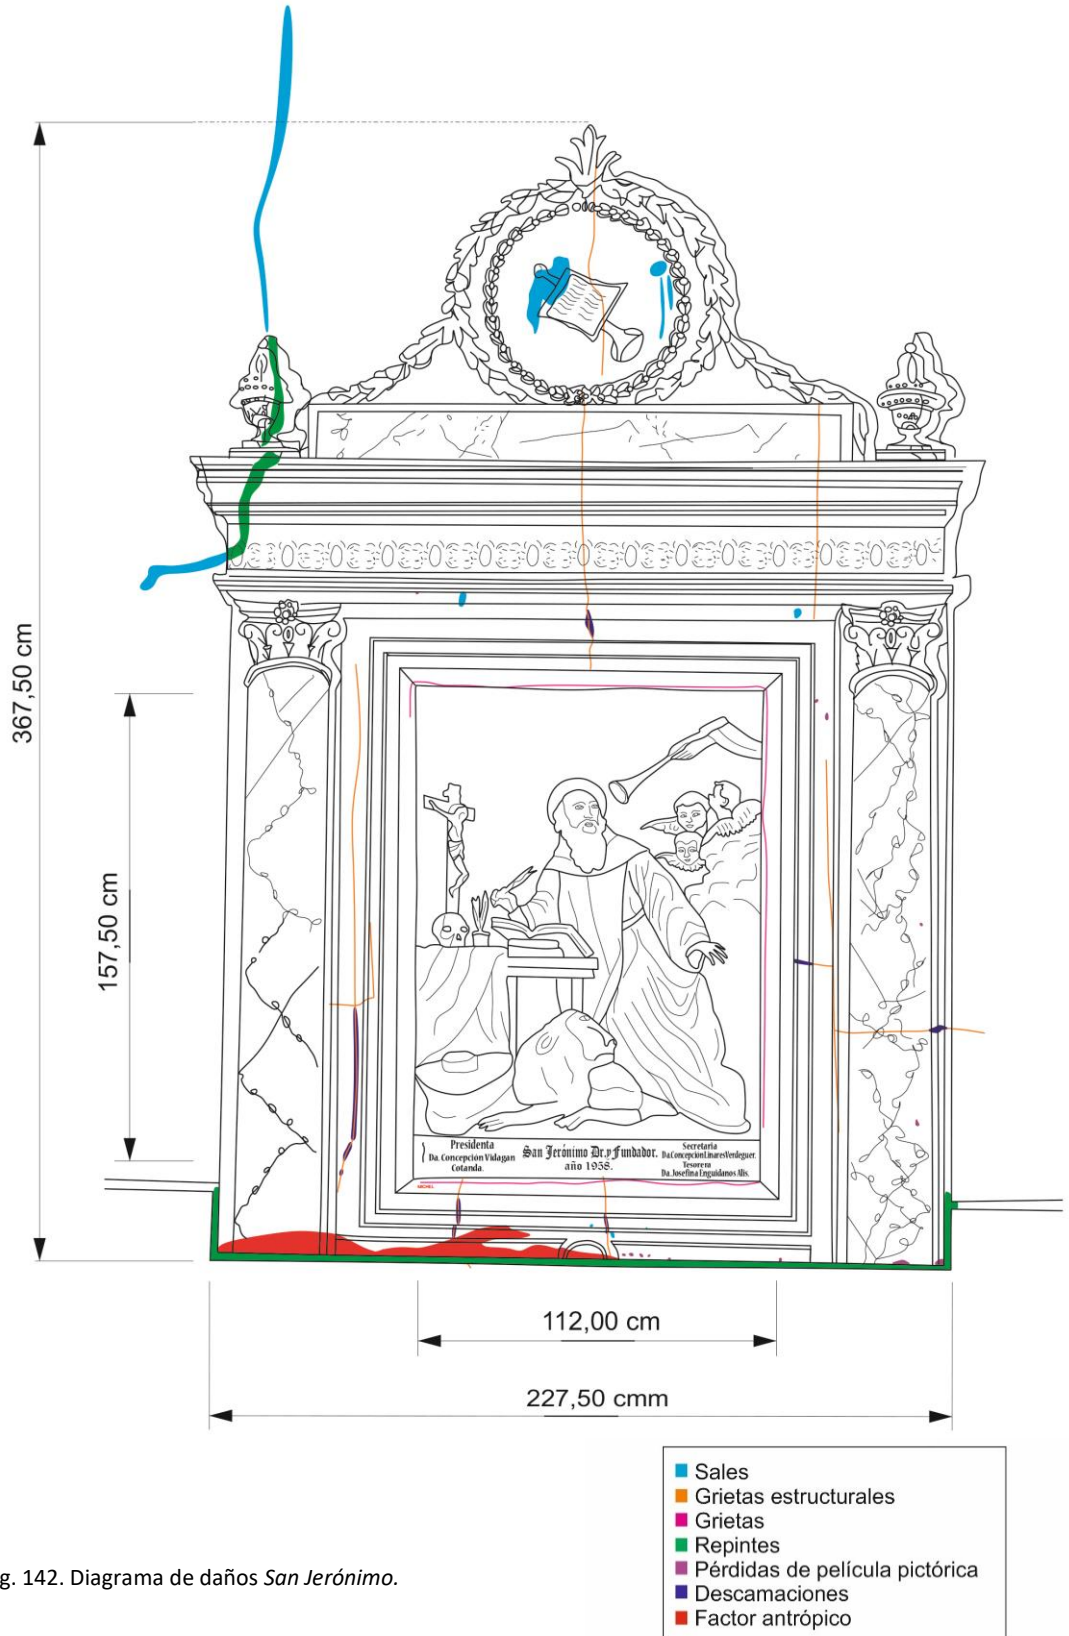 367,50 cm
157,50 cm
Presidenta
Da. Concepción Vidagan
Cotanda.
San Jerónimo Dr. y Fundador.
año 1958.
Secretaria
Da.Concepción Linares Verdeguer.
Tesorera
Da. Josefina Enguidanos Alis.
112,00 cm
227,50 cmm
Sales
Grietas estructurales
Grietas
Repintes
Pérdidas de película pictórica
Descamaciones
Factor antrópico
g. 142. Diagrama de daños San Jerónimo.